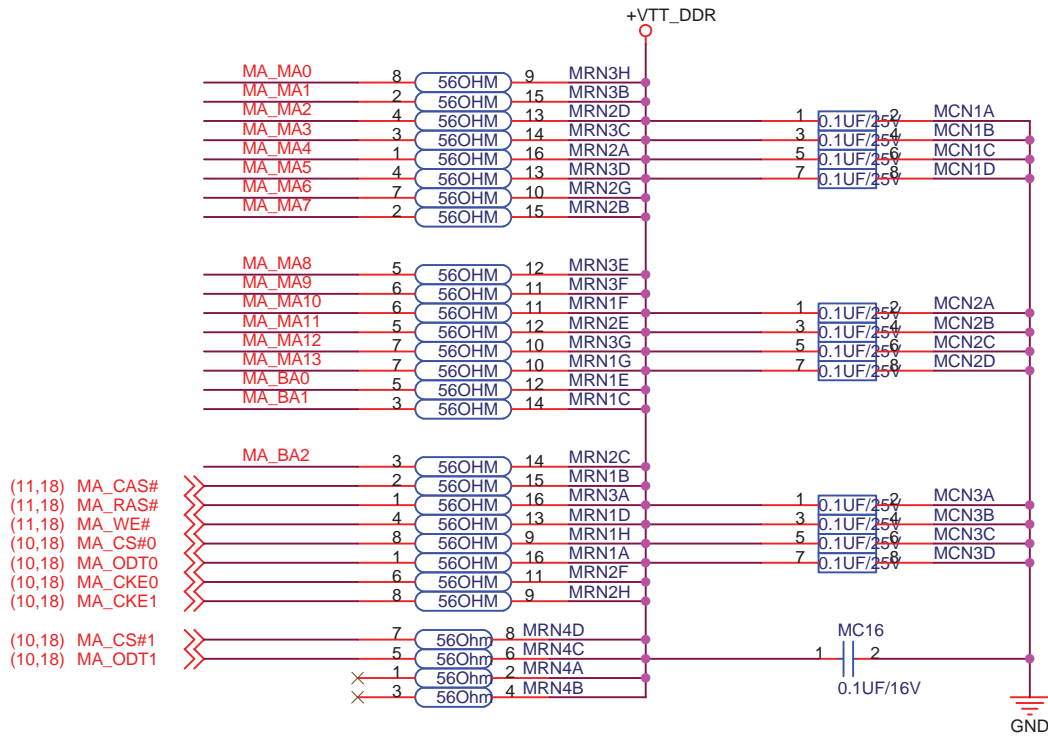 +VTT_DDR
MA_MA0 8 56OHM 9 MRN3H
MA_MA1 2 56OHM 15 MRN3B
MA_MA2 4 56OHM 13 MRN2D 1 0.1UF/25V 2 MCN1A
MA_MA3 3 56OHM 14 MRN3C 3 0.1UF/25V 4 MCN1B
MA_MA4 1 56OHM 16 MRN2A 5 0.1UF/25V 6 MCN1C
MA_MA5 4 56OHM 13 MRN3D 7 0.1UF/25V 8 MCN1D
MA_MA6 7 56OHM 10 MRN2G
MA_MA7 2 56OHM 15 MRN2B
MA_MA8 5 56OHM 12 MRN3E
MA_MA9 6 56OHM 11 MRN3F
MA_MA10 6 56OHM 11 MRN1F 1 0.1UF/25V 2 MCN2A
MA_MA11 5 56OHM 12 MRN2E 3 0.1UF/25V 4 MCN2B
MA_MA12 7 56OHM 10 MRN3G 5 0.1UF/25V 6 MCN2C
MA_MA13 7 56OHM 10 MRN1G 7 0.1UF/25V 8 MCN2D
MA_BA0 5 56OHM 12 MRN1E
MA_BA1 3 56OHM 14 MRN1C
MA_BA2 3 56OHM 14 MRN2C
(11,18) MA_CAS# 2 56OHM 15 MRN1B
(11,18) MA_RAS# 1 56OHM 16 MRN3A 1 0.1UF/25V 2 MCN3A
(11,18) MA_WE# 4 56OHM 13 MRN1D 3 0.1UF/25V 4 MCN3B
(10,18) MA_CS#0 8 56OHM 9 MRN1H 5 0.1UF/25V 6 MCN3C
(10,18) MA_ODT0 1 56OHM 16 MRN1A 7 0.1UF/25V 8 MCN3D
(10,18) MA_CKE0 6 56OHM 11 MRN2F
(10,18) MA_CKE1 8 56OHM 9 MRN2H
(10,18) MA_CS#1 7 56Ohm 8 MRN4D MC16
(10,18) MA_ODT1 5 56Ohm 6 MRN4C 1 2
1 56Ohm 2 MRN4A
3 56Ohm 4 MRN4B 0.1UF/16V
GND